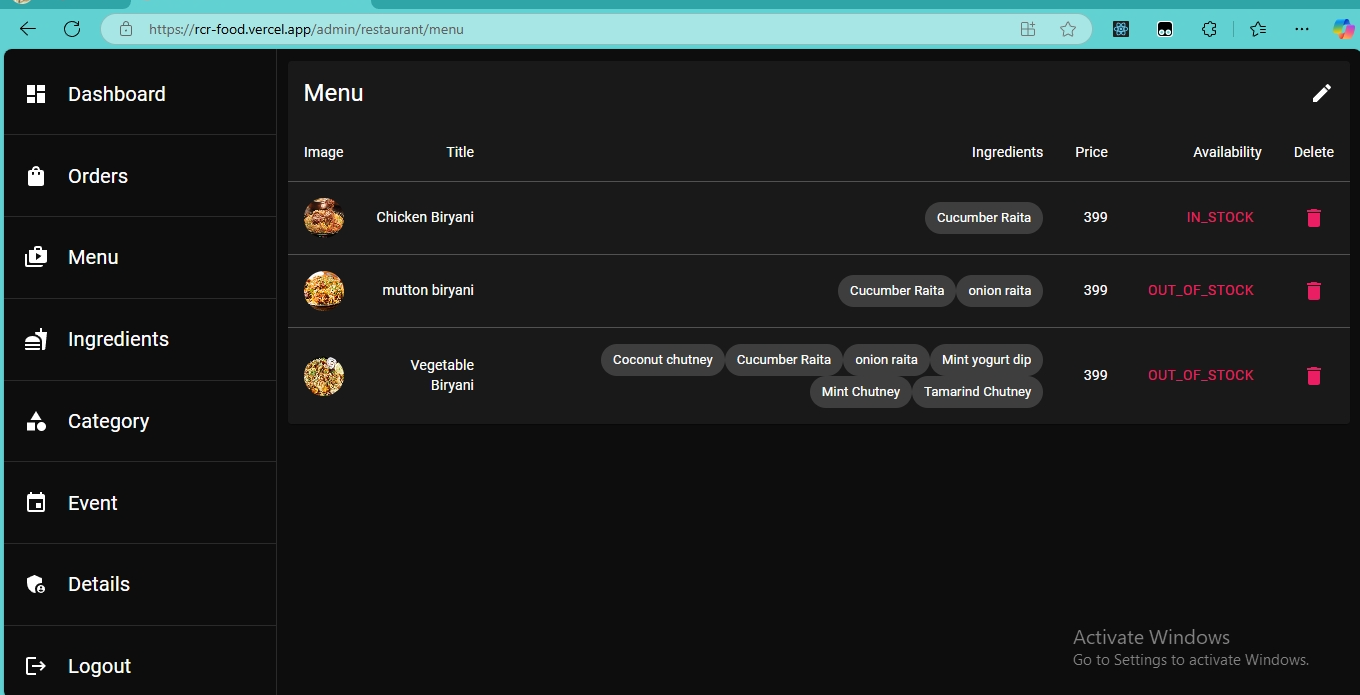 https://rcr-food.vercel.app/admin/restaurant/menu
Dashboard
Orders
Menu
Ingredients
Category
Event
Details
Logout
Menu
Image Title Ingredients Price Availability Delete
Chicken Biryani Cucumber Raita 399 IN_STOCK
mutton biryani Cucumber Raita onion raita 399 OUT_OF_STOCK
Vegetable
Biryani
Coconut chutney Cucumber Raita onion raita Mint yogurt dip
Mint Chutney Tamarind Chutney
399 OUT_OF_STOCK
Activate Windows
Go to Settings to activate Windows.